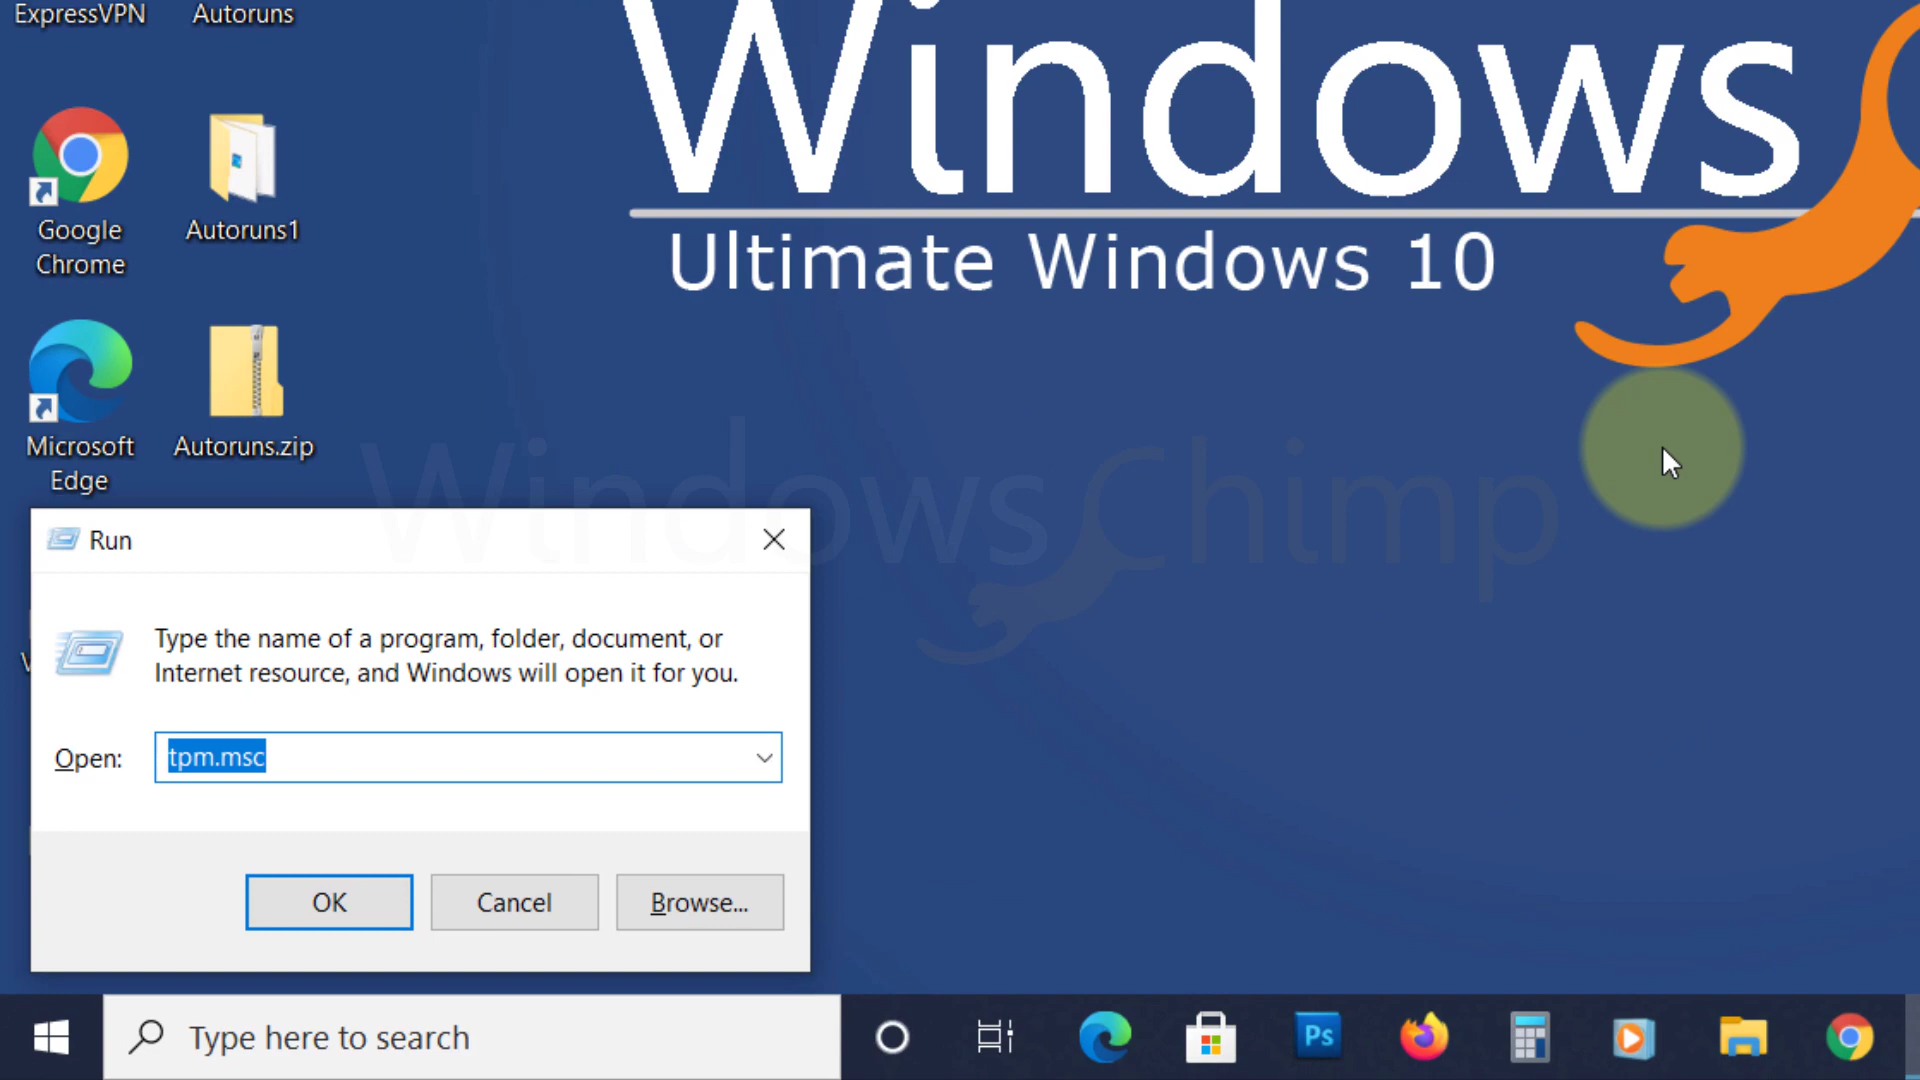 ExpressVPN
Autoruns
Windows
Ultimate Windows 10
Google
Chrome
Autoruns1
Microsoft
Edge
Autoruns.zip
WindowsChimp
Run
Type the name of a program, folder, document, or
Internet resource, and Windows will open it for you.
Open:
tpm.msc
OK
Cancel
Browse...
Type here to search
Ps